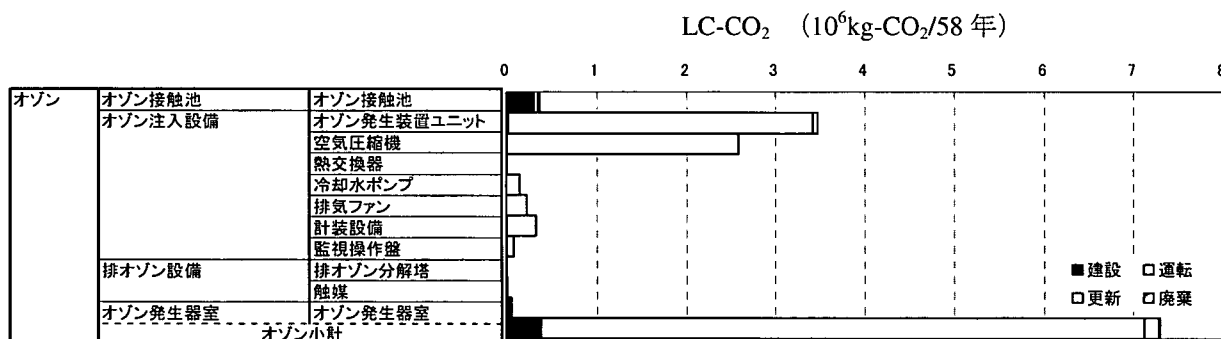 LC-CO₂ （10⁶kg-CO₂/58 年）
0 1 2 3 4 5 6 7 8
オゾン オゾン接触池 オゾン接触池
オゾン注入設備 オゾン発生装置ユニット
空気圧縮機
熱交換器
冷却水ポンプ
排気ファン
計装設備
監視操作盤
排オゾン設備 排オゾン分解塔
触媒
オゾン発生器室 オゾン発生器室
オゾン小計
■建設 □運転
□更新 □廃棄